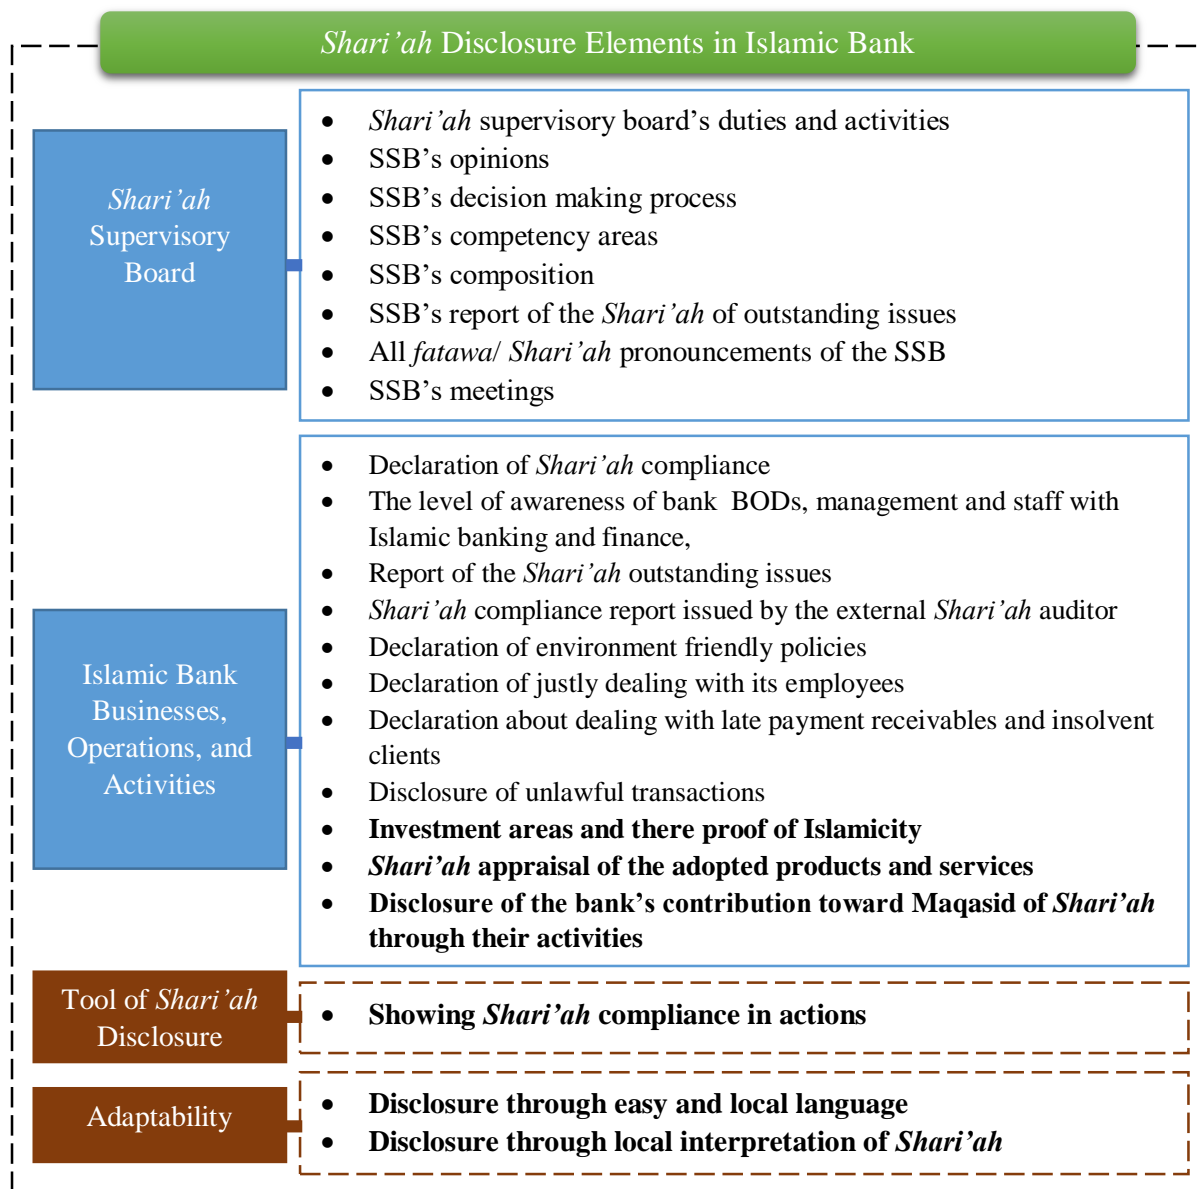 Shari’ah Disclosure Elements in Islamic Bank
Shari’ah
Supervisory
Board
• Shari’ah supervisory board’s duties and activities
• SSB’s opinions
• SSB’s decision making process
• SSB’s competency areas
• SSB’s composition
• SSB’s report of the Shari’ah of outstanding issues
• All fatawa/ Shari’ah pronouncements of the SSB
• SSB’s meetings
Islamic Bank
Businesses,
Operations, and
Activities
• Declaration of Shari’ah compliance
• The level of awareness of bank BODs, management and staff with
Islamic banking and finance,
• Report of the Shari’ah outstanding issues
• Shari’ah compliance report issued by the external Shari’ah auditor
• Declaration of environment friendly policies
• Declaration of justly dealing with its employees
• Declaration about dealing with late payment receivables and insolvent
clients
• Disclosure of unlawful transactions
• Investment areas and there proof of Islamicity
• Shari’ah appraisal of the adopted products and services
• Disclosure of the bank’s contribution toward Maqasid of Shari’ah
through their activities
Tool of Shari’ah
Disclosure
• Showing Shari’ah compliance in actions
Adaptability
• Disclosure through easy and local language
• Disclosure through local interpretation of Shari’ah